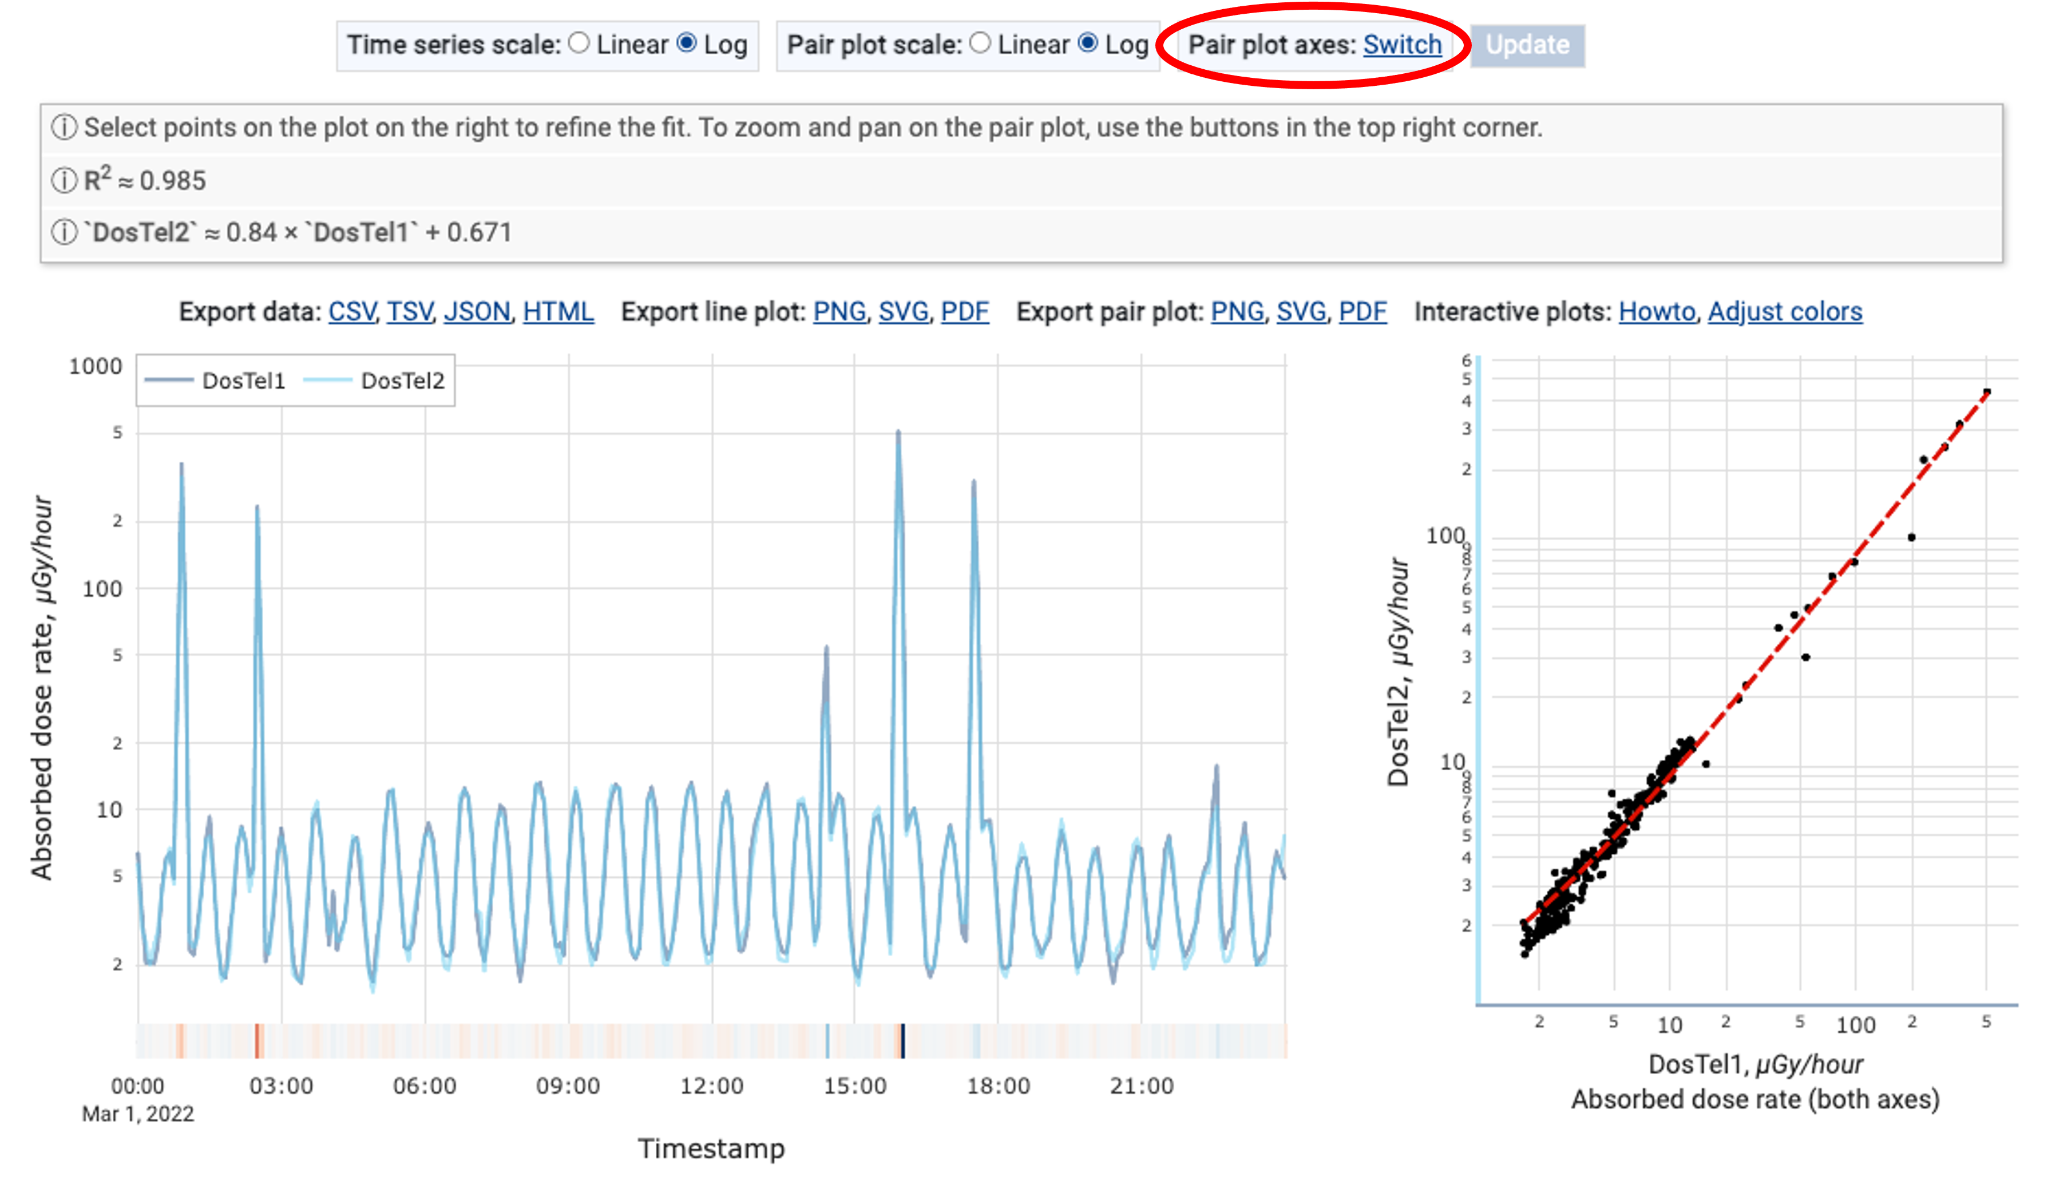 Time series scale: Linear Log Pair plot scale: Linear Log Pair plot axes: Switch Update
ⓘ Select points on the plot on the right to refine the fit. To zoom and pan on the pair plot, use the buttons in the top right corner.
ⓘ R² ≈ 0.985
ⓘ `DosTel2` ≈ 0.84 × `DosTel1` + 0.671
Export data: CSV, TSV, JSON, HTML Export line plot: PNG, SVG, PDF Export pair plot: PNG, SVG, PDF Interactive plots: Howto, Adjust colors
DosTel1 DosTel2
Absorbed dose rate, μGy/hour
1000
5
2
100
5
2
10
5
2
00:00 03:00 06:00 09:00 12:00 15:00 18:00 21:00
Mar 1, 2022
Timestamp
DosTel2, μGy/hour
6
5
4
3
2
100
9
8
7
6
5
4
3
2
10
9
8
7
6
5
4
3
2
2 5 10 2 5 100 2 5
DosTel1, μGy/hour
Absorbed dose rate (both axes)